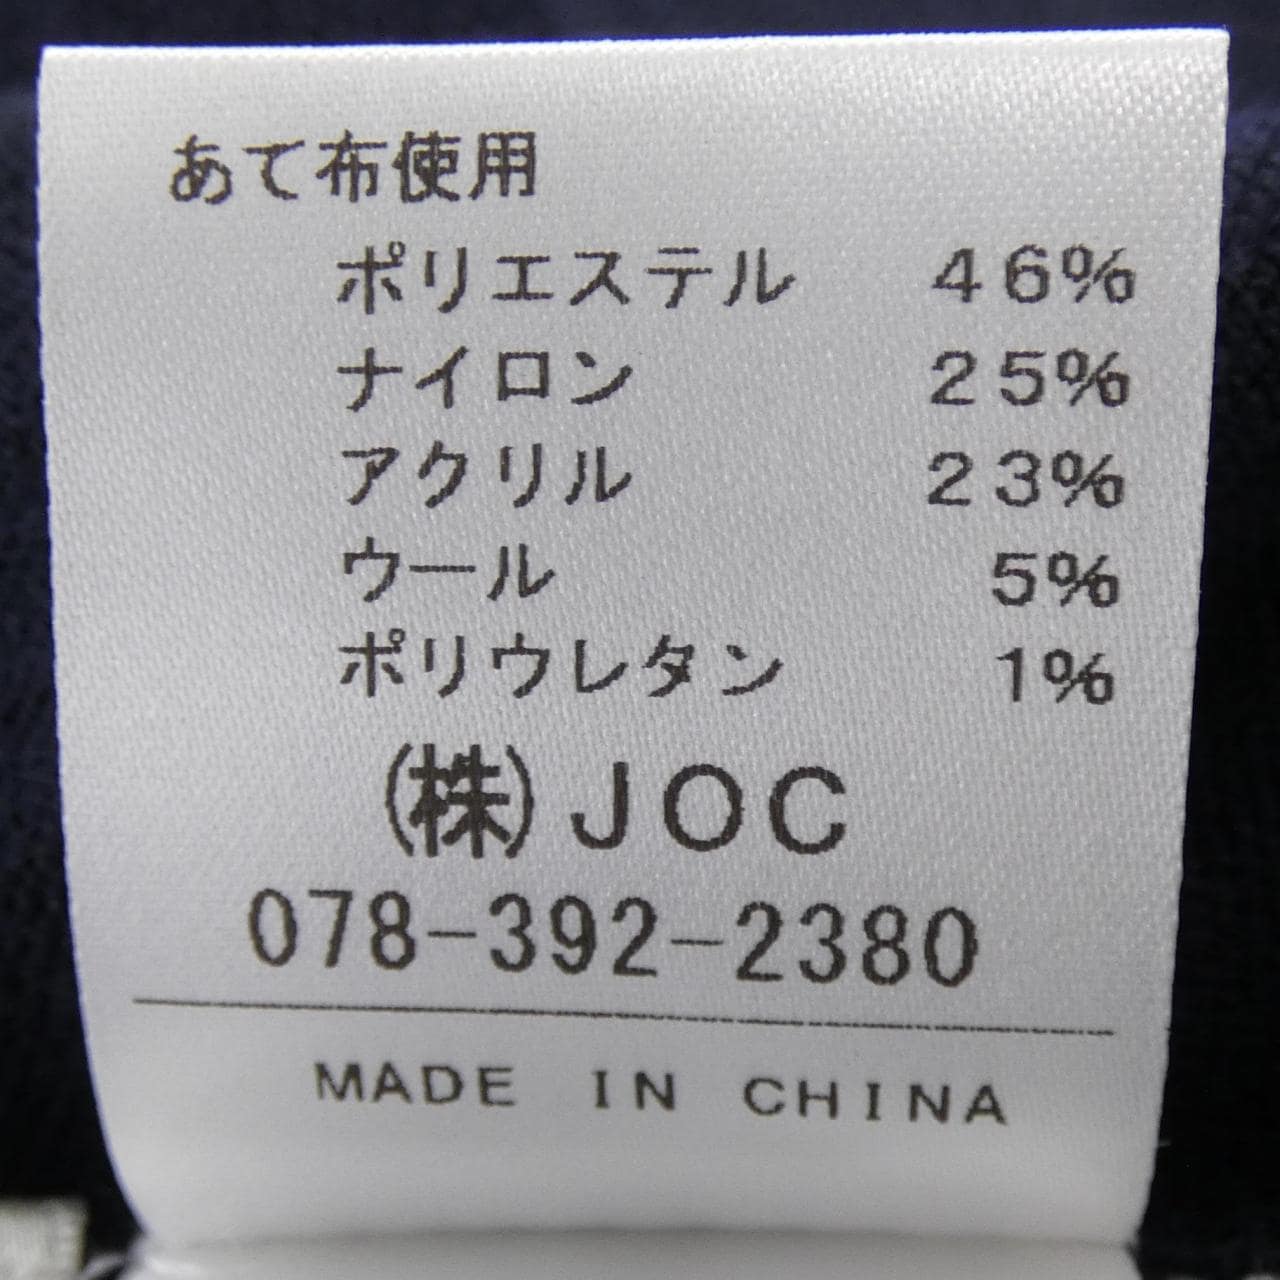 あて布使用
ポリエステル 46%
ナイロン 25%
アクリル 23%
ウール 5%
ポリウレタン 1%
(株)JOC
078-392-2380
MADE IN CHINA